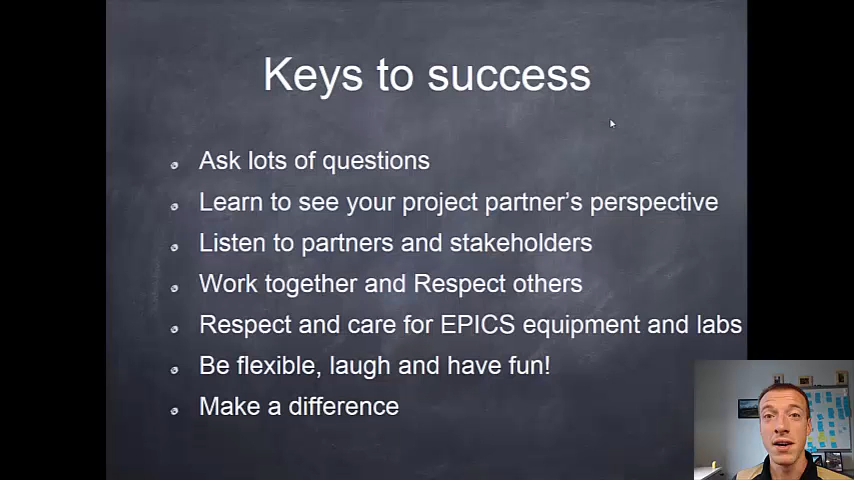 Keys to success
Ask lots of questions
Learn to see your project partner’s perspective
Listen to partners and stakeholders
Work together and Respect others
Respect and care for EPICS equipment and labs
Be flexible, laugh and have fun!
Make a difference